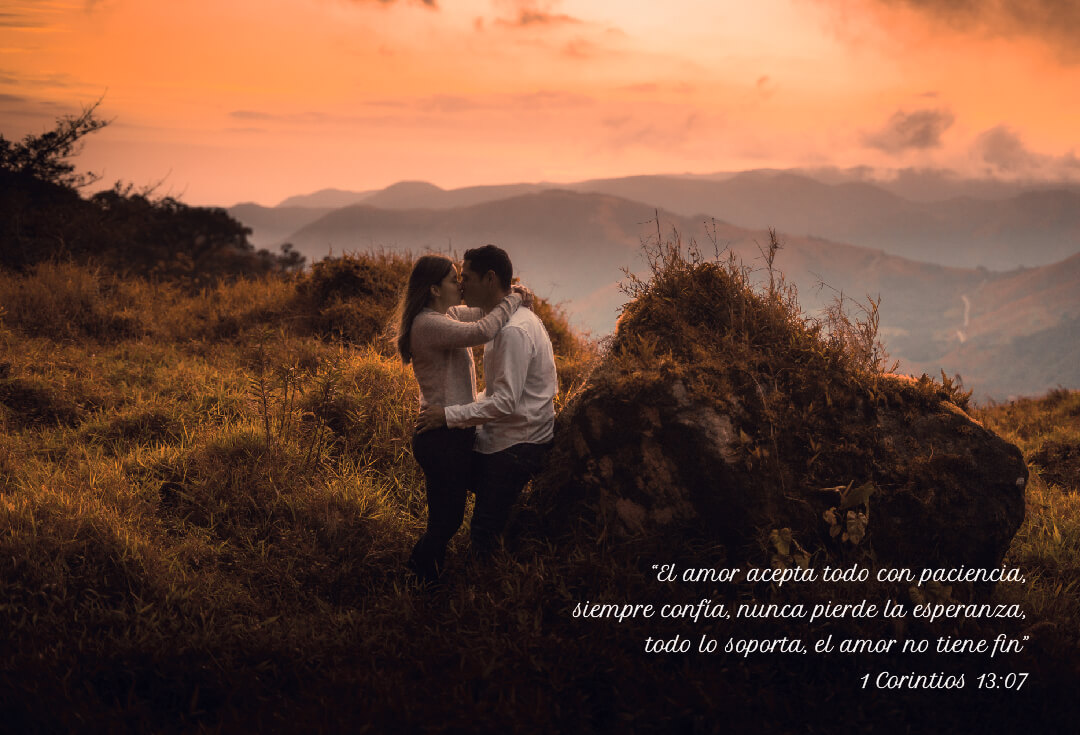 “El amor acepta todo con paciencia,
siempre confía, nunca pierde la esperanza,
todo lo soporta, el amor no tiene fin”
1 Corintios 13:07